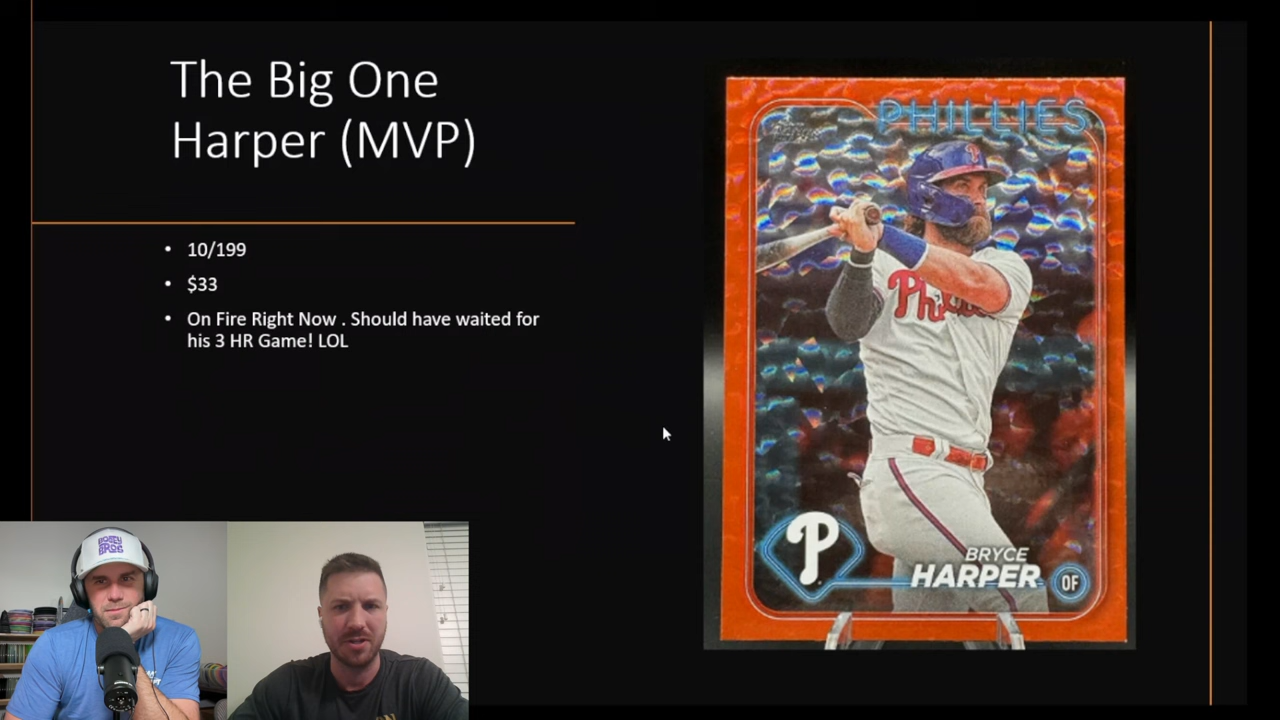 The Big One
Harper (MVP)
• 10/199
• $33
• On Fire Right Now . Should have waited for
his 3 HR Game! LOL
PHILLIES
P
BRYCE
HARPER
OF